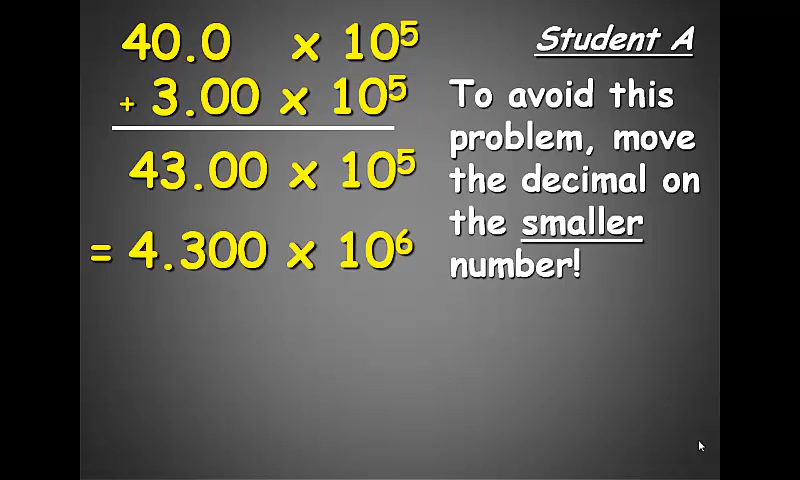 40.0 x 10⁵
+ 3.00 x 10⁵
43.00 x 10⁵
= 4.300 x 10⁶
Student A
To avoid this
problem, move
the decimal on
the smaller
number!